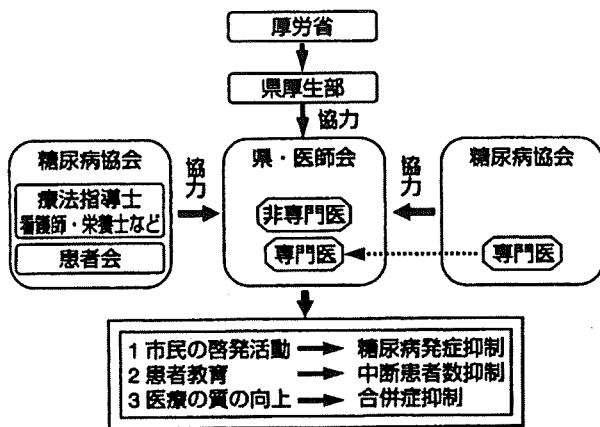 厚労省
県厚生部
協力
糖尿病協会
療法指導士
看護師・栄養士など
患者会
協力
県・医師会
非専門医
専門医
協力
糖尿病協会
専門医
1 市民の啓発活動 → 糖尿病発症抑制
2 患者教育 → 中断患者数抑制
3 医療の質の向上 → 合併症抑制